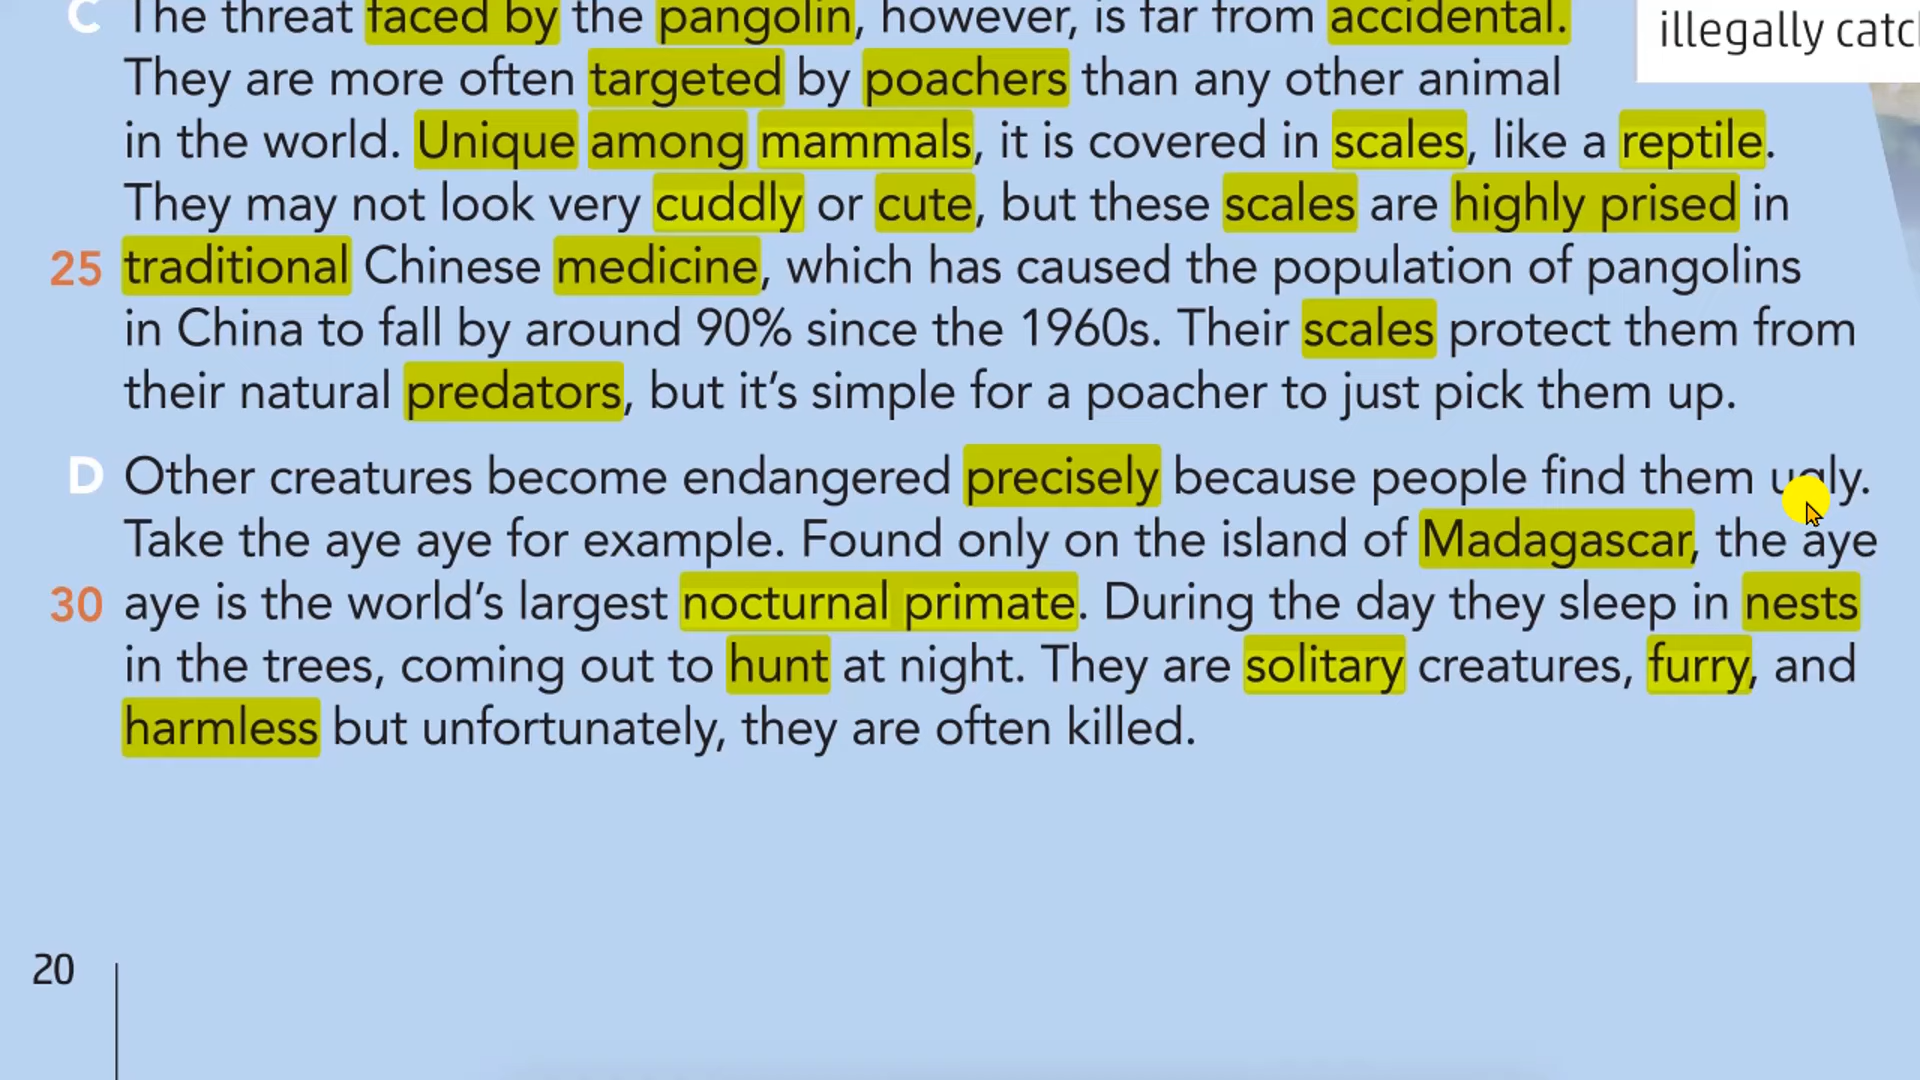 C The threat faced by the pangolin, however, is far from accidental.
illegally catc
They are more often targeted by poachers than any other animal
in the world. Unique among mammals, it is covered in scales, like a reptile.
They may not look very cuddly or cute, but these scales are highly prised in
25 traditional Chinese medicine, which has caused the population of pangolins
in China to fall by around 90% since the 1960s. Their scales protect them from
their natural predators, but it's simple for a poacher to just pick them up.
D Other creatures become endangered precisely because people find them ugly.
Take the aye aye for example. Found only on the island of Madagascar, the aye
30 aye is the world's largest nocturnal primate. During the day they sleep in nests
in the trees, coming out to hunt at night. They are solitary creatures, furry, and
harmless but unfortunately, they are often killed.
20